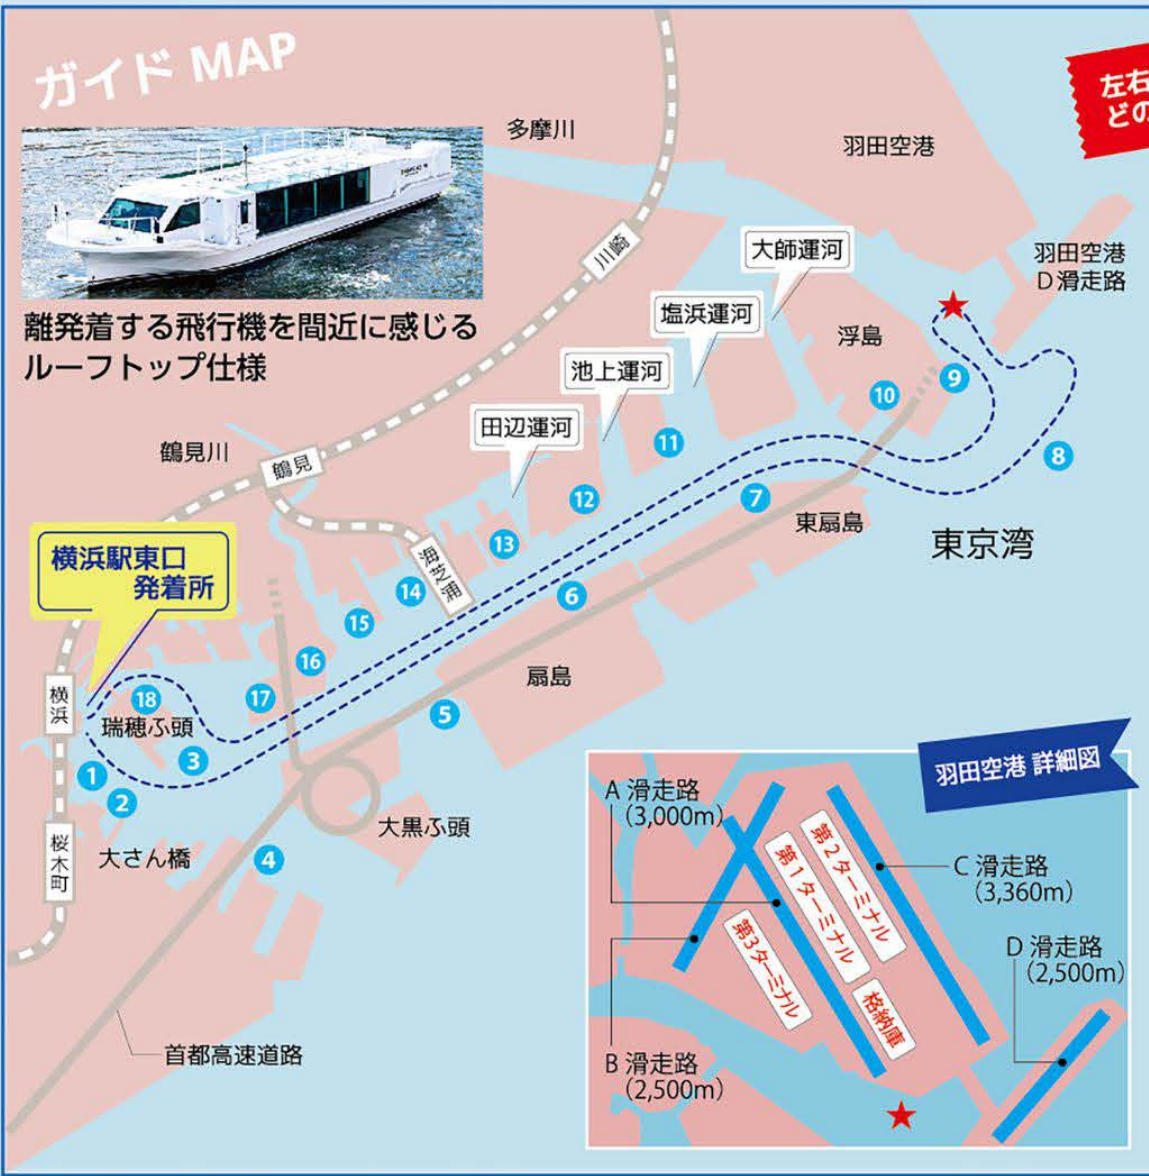 ガイド MAP
左右
どの
多摩川
羽田空港
川崎
大師運河
羽田空港
D 滑走路
塩浜運河
離発着する飛行機を間近に感じる
ルーフトップ仕様
浮島
池上運河
9
10
田辺運河
鶴見川
鶴見
11
8
12
7
東扇島
東京湾
13
横浜駅東口
発着所
海芝浦
14
6
15
16
扇島
横浜
18
17
瑞穂ふ頭
5
3
1
2
羽田空港 詳細図
A 滑走路
(3,000m)
大黒ふ頭
桜木町
大さん橋
4
第2ターミナル
第1ターミナル
C 滑走路
(3,360m)
第3ターミナル
D 滑走路
(2,500m)
格納庫
首都高速道路
B 滑走路
(2,500m)